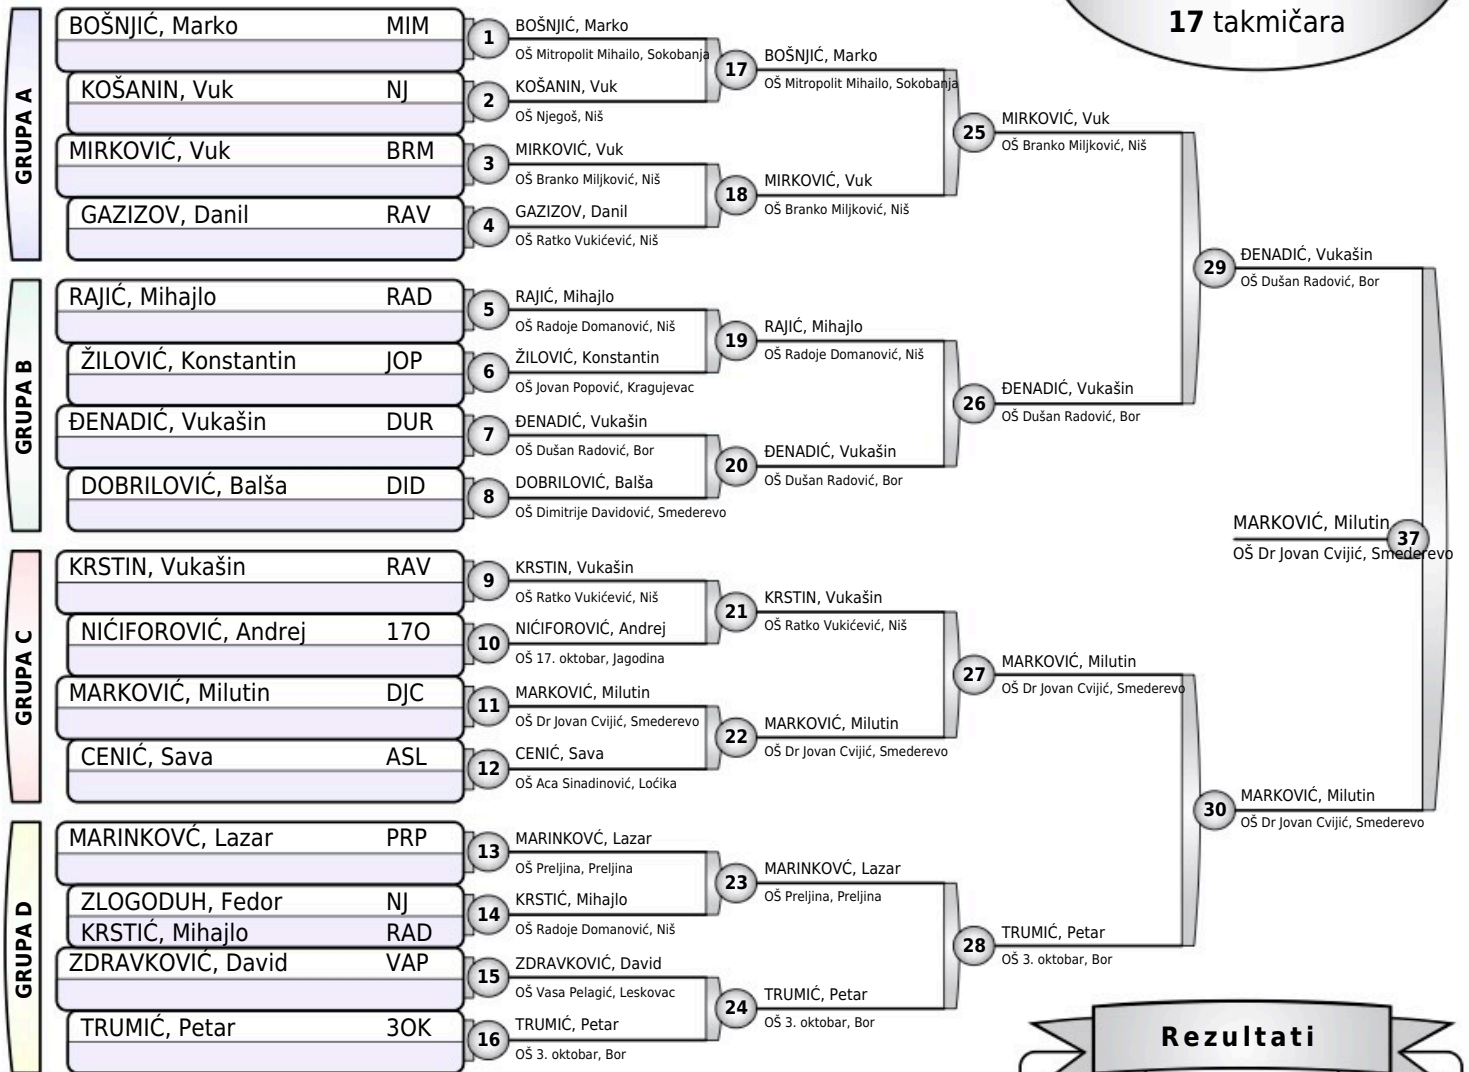 17 takmičara
GRUPA A
BOŠNJIĆ, Marko MIM
KOŠANIN, Vuk NJ
MIRKOVIĆ, Vuk BRM
GAZIZOV, Danil RAV
GRUPA B
RAJIĆ, Mihajlo RAD
ŽILOVIĆ, Konstantin JOP
ĐENADIĆ, Vukašin DUR
DOBRILOVIĆ, Balša DID
GRUPA C
KRSTIN, Vukašin RAV
NIĆIFOROVIĆ, Andrej 17O
MARKOVIĆ, Milutin DJC
CENIĆ, Sava ASL
GRUPA D
MARINKOVĆ, Lazar PRP
ZLOGODUH, Fedor NJ
KRSTIĆ, Mihajlo RAD
ZDRAVKOVIĆ, David VAP
TRUMIĆ, Petar 3OK
1 BOŠNJIĆ, Marko
OŠ Mitropolit Mihailo, Sokobanja
2 KOŠANIN, Vuk
OŠ Njegoš, Niš
3 MIRKOVIĆ, Vuk
OŠ Branko Miljković, Niš
4 GAZIZOV, Danil
OŠ Ratko Vukićević, Niš
5 RAJIĆ, Mihajlo
OŠ Radoje Domanović, Niš
6 ŽILOVIĆ, Konstantin
OŠ Jovan Popović, Kragujevac
7 ĐENADIĆ, Vukašin
OŠ Dušan Radović, Bor
8 DOBRILOVIĆ, Balša
OŠ Dimitrije Davidović, Smederevo
9 KRSTIN, Vukašin
OŠ Ratko Vukićević, Niš
10 NIĆIFOROVIĆ, Andrej
OŠ 17. oktobar, Jagodina
11 MARKOVIĆ, Milutin
OŠ Dr Jovan Cvijić, Smederevo
12 CENIĆ, Sava
OŠ Aca Sinadinović, Loćika
13 MARINKOVĆ, Lazar
OŠ Preljina, Preljina
14 KRSTIĆ, Mihajlo
OŠ Radoje Domanović, Niš
15 ZDRAVKOVIĆ, David
OŠ Vasa Pelagić, Leskovac
16 TRUMIĆ, Petar
OŠ 3. oktobar, Bor
17 BOŠNJIĆ, Marko
OŠ Mitropolit Mihailo, Sokobanja
18 MIRKOVIĆ, Vuk
OŠ Branko Miljković, Niš
19 RAJIĆ, Mihajlo
OŠ Radoje Domanović, Niš
20 ĐENADIĆ, Vukašin
OŠ Dušan Radović, Bor
21 KRSTIN, Vukašin
OŠ Ratko Vukićević, Niš
22 MARKOVIĆ, Milutin
OŠ Dr Jovan Cvijić, Smederevo
23 MARINKOVĆ, Lazar
OŠ Preljina, Preljina
24 TRUMIĆ, Petar
OŠ 3. oktobar, Bor
25 MIRKOVIĆ, Vuk
OŠ Branko Miljković, Niš
26 ĐENADIĆ, Vukašin
OŠ Dušan Radović, Bor
27 MARKOVIĆ, Milutin
OŠ Dr Jovan Cvijić, Smederevo
28 TRUMIĆ, Petar
OŠ 3. oktobar, Bor
29 ĐENADIĆ, Vukašin
OŠ Dušan Radović, Bor
30 MARKOVIĆ, Milutin
OŠ Dr Jovan Cvijić, Smederevo
MARKOVIĆ, Milutin 37
OŠ Dr Jovan Cvijić, Smederevo
Rezultati